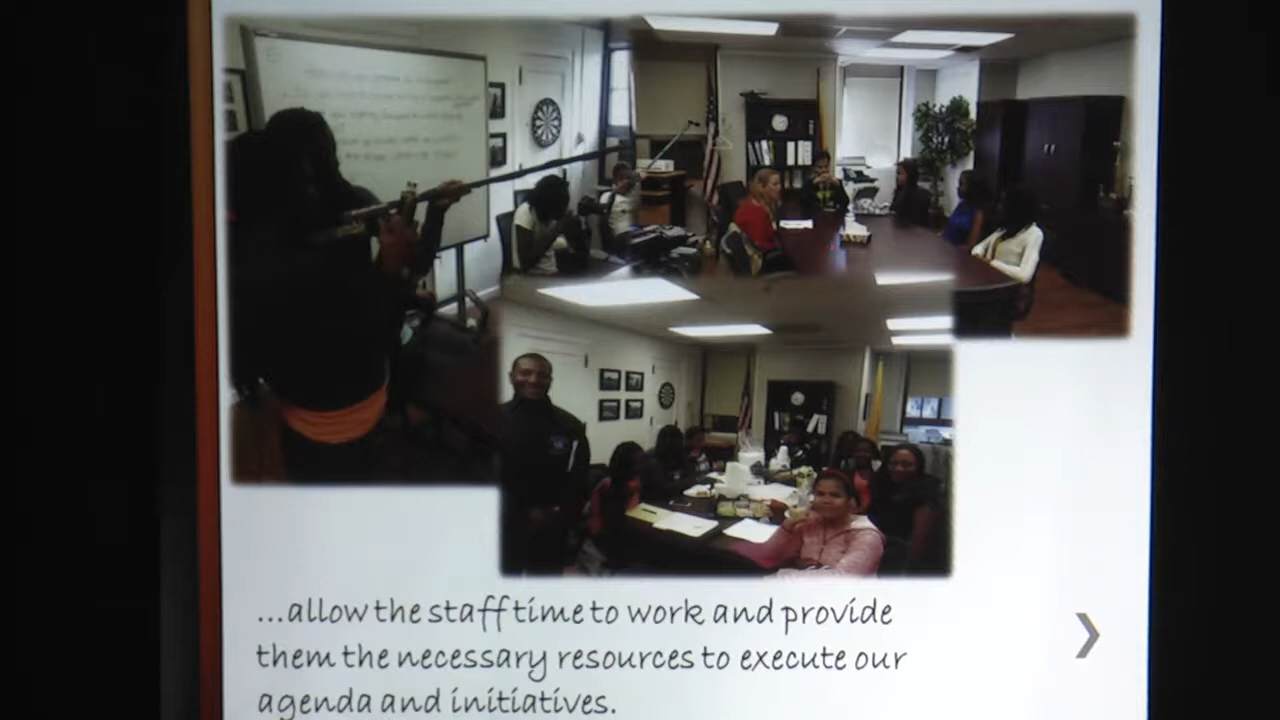 ...allow the staff time to work and provide
them the necessary resources to execute our
agenda and initiatives.